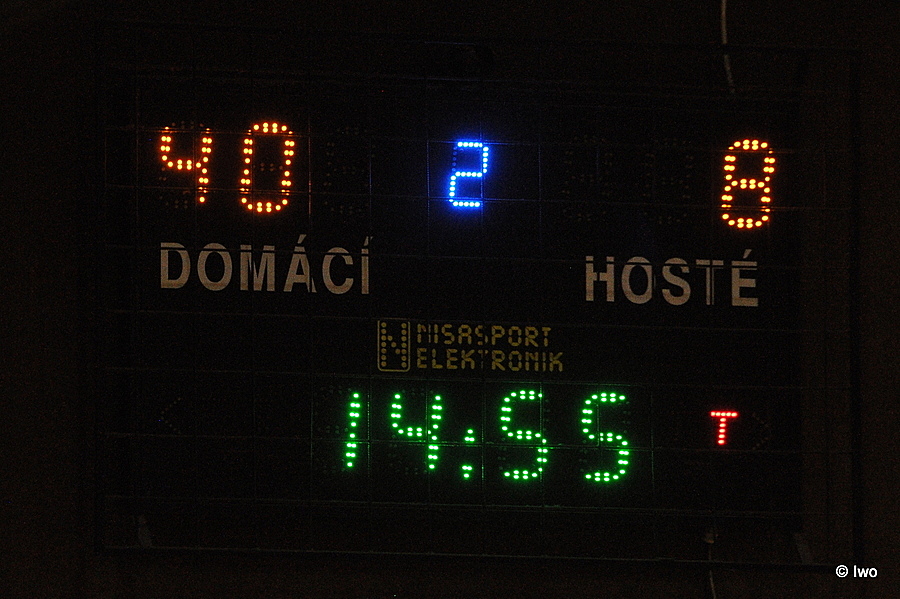 40 2 8
DOMÁCÍ HOSTÉ
N NISASPORT
ELEKTRONIK
14:55 T
© Iwo